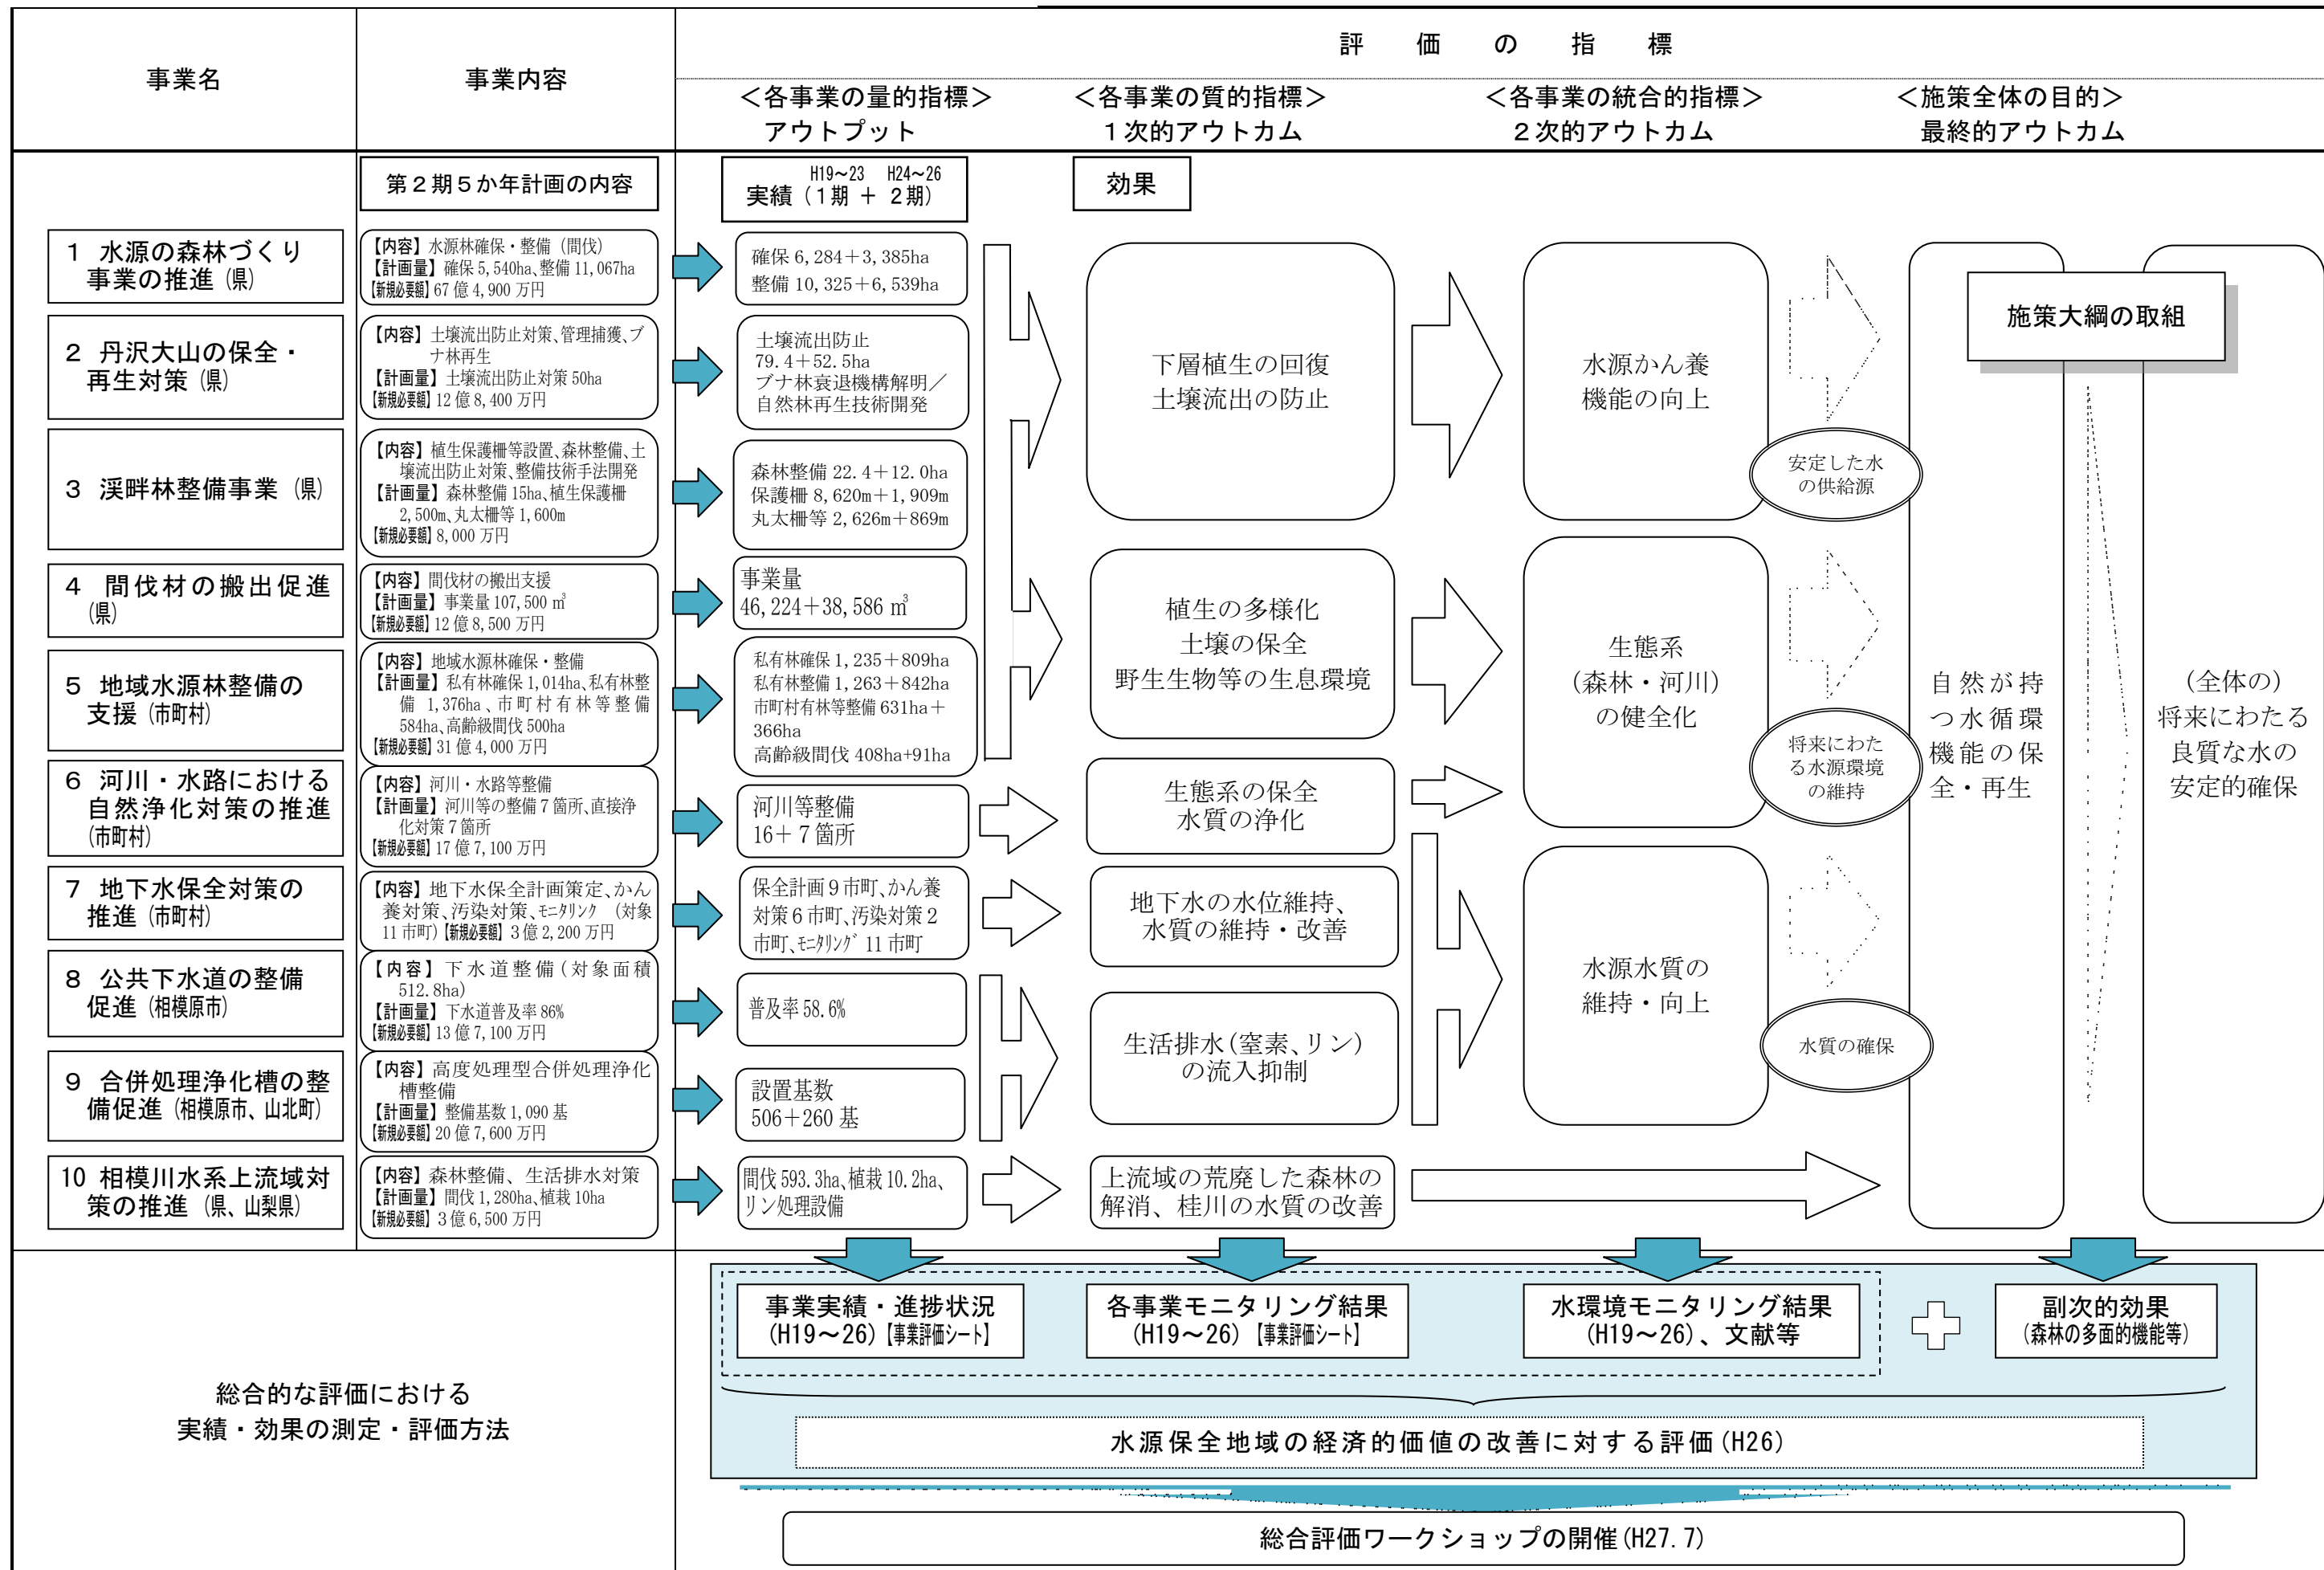 事業名
事業内容
評　価　の　指　標
＜各事業の量的指標＞
アウトプット
＜各事業の質的指標＞
１次的アウトカム
＜各事業の統合的指標＞
２次的アウトカム
＜施策全体の目的＞
最終的アウトカム
第２期５か年計画の内容
H19～23　H24～26
実績（１期 ＋ ２期）
効果
１ 水源の森林づくり
事業の推進（県）
【内容】水源林確保・整備（間伐）
【計画量】確保 5,540ha、整備 11,067ha
【新規必要額】67 億 4,900 万円
確保 6,284＋3,385ha
整備 10,325＋6,539ha
２ 丹沢大山の保全・
再生対策（県）
【内容】土壌流出防止対策、管理捕獲、ブ
ナ林再生
【計画量】土壌流出防止対策 50ha
【新規必要額】12 億 8,400 万円
土壌流出防止
79.4＋52.5ha
ブナ林衰退機構解明／
自然林再生技術開発
３ 渓畔林整備事業（県）
【内容】植生保護柵等設置、森林整備、土
壌流出防止対策、整備技術手法開発
【計画量】森林整備 15ha、植生保護柵
2,500m、丸太柵等 1,600m
【新規必要額】8,000 万円
森林整備 22.4＋12.0ha
保護柵 8,620m＋1,909m
丸太柵等 2,626m＋869m
４ 間伐材の搬出促進
（県）
【内容】間伐材の搬出支援
【計画量】事業量 107,500 ㎥
【新規必要額】12 億 8,500 万円
事業量
46,224＋38,586 ㎥
５ 地域水源林整備の
支援（市町村）
【内容】地域水源林確保・整備
【計画量】私有林確保 1,014ha、私有林整
備 1,376ha、市町村有林等整備
584ha、高齢級間伐 500ha
【新規必要額】31 億 4,000 万円
私有林確保 1,235＋809ha
私有林整備 1,263＋842ha
市町村有林等整備 631ha＋
366ha
高齢級間伐 408ha+91ha
６ 河川・水路における
自然浄化対策の推進
（市町村）
【内容】河川・水路等整備
【計画量】河川等の整備７箇所、直接浄
化対策７箇所
【新規必要額】17 億 7,100 万円
河川等整備
16＋７箇所
７ 地下水保全対策の
推進（市町村）
【内容】地下水保全計画策定、かん
養対策、汚染対策、ﾓﾆﾀﾘﾝｸ （対象
11 市町）【新規必要額】３億 2,200 万円
保全計画９市町、かん養
対策６市町、汚染対策２
市町、ﾓﾆﾀﾘﾝｸﾞ 11 市町
８ 公共下水道の整備
促進（相模原市）
【内容】下水道整備（対象面積
512.8ha）
【計画量】下水道普及率 86%
【新規必要額】13 億 7,100 万円
普及率 58.6%
９ 合併処理浄化槽の整
備促進（相模原市、山北町）
【内容】高度処理型合併処理浄化
槽整備
【計画量】整備基数 1,090 基
【新規必要額】20 億 7,600 万円
設置基数
506＋260 基
10 相模川水系上流域対
策の推進（県、山梨県）
【内容】森林整備、生活排水対策
【計画量】間伐 1,280ha、植栽 10ha
【新規必要額】３億 6,500 万円
間伐 593.3ha、植栽 10.2ha、
リン処理設備
下層植生の回復
土壌流出の防止
植生の多様化
土壌の保全
野生生物等の生息環境
生態系の保全
水質の浄化
地下水の水位維持、
水質の維持・改善
生活排水（窒素、リン）
の流入抑制
上流域の荒廃した森林の
解消、桂川の水質の改善
水源かん養
機能の向上
生態系
（森林・河川）
の健全化
水源水質の
維持・向上
安定した水
の供給源
将来にわた
る水源環境
の維持
水質の確保
施策大綱の取組
自然が持
つ水循環
機能の保
全・再生
（全体の）
将来にわたる
良質な水の
安定的確保
総合的な評価における
実績・効果の測定・評価方法
事業実績・進捗状況
（H19～26）【事業評価シート】
各事業モニタリング結果
（H19～26）【事業評価シート】
水環境モニタリング結果
（H19～26）、文献等
副次的効果
（森林の多面的機能等）
水源保全地域の経済的価値の改善に対する評価（H26）
総合評価ワークショップの開催（H27.7）